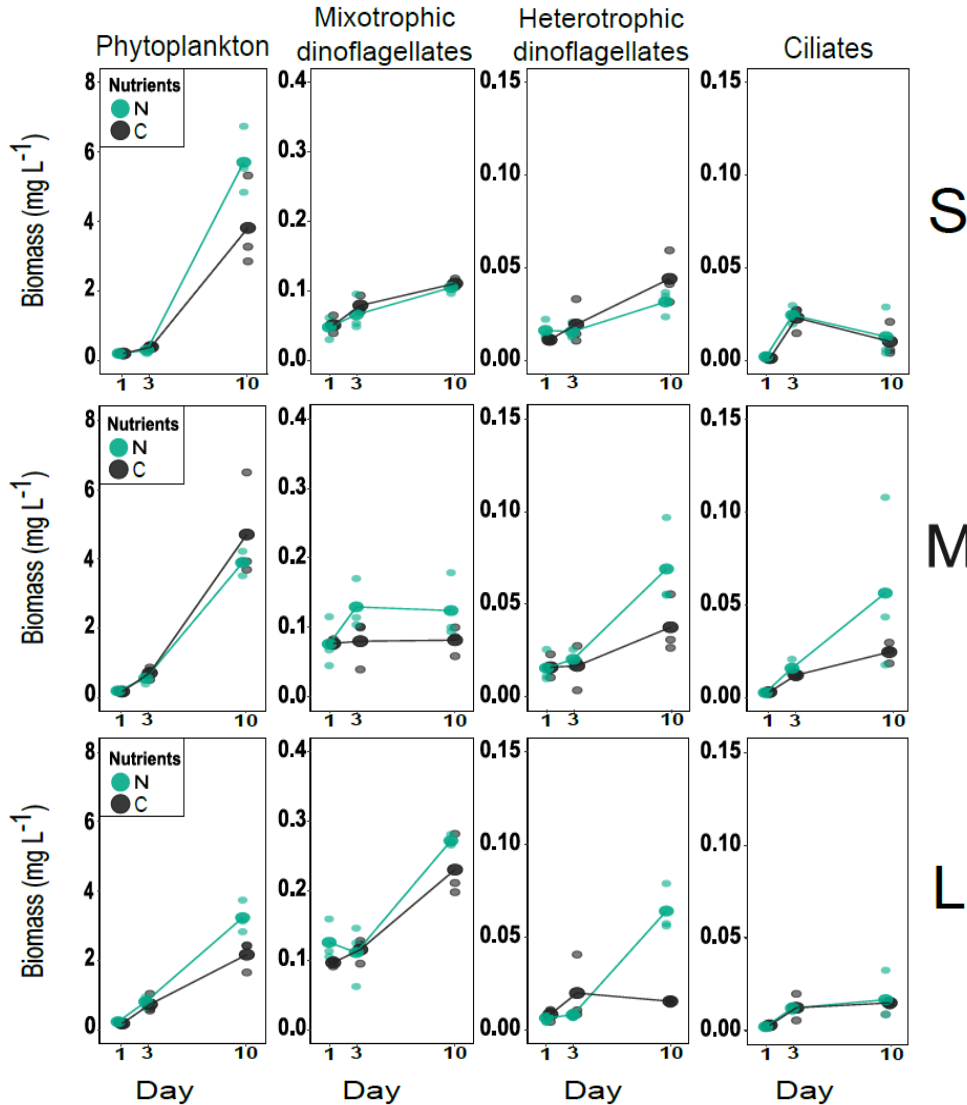 Phytoplankton
Mixotrophic
dinoflagellates
Heterotrophic
dinoflagellates
Ciliates
Biomass (mg L⁻¹)
8
6
4
2
0
Nutrients
N
C
1 3 10
0.4
0.3
0.2
0.1
0.0
1 3 10
0.15
0.10
0.05
0.00
1 3 10
0.15
0.10
0.05
0.00
1 3 10
S
Biomass (mg L⁻¹)
8
6
4
2
0
Nutrients
N
C
1 3 10
0.4
0.3
0.2
0.1
0.0
1 3 10
0.15
0.10
0.05
0.00
1 3 10
0.15
0.10
0.05
0.00
1 3 10
M
Biomass (mg L⁻¹)
8
6
4
2
0
Nutrients
N
C
1 3 10
0.4
0.3
0.2
0.1
0.0
1 3 10
0.15
0.10
0.05
0.00
1 3 10
0.15
0.10
0.05
0.00
1 3 10
L
Day Day Day Day